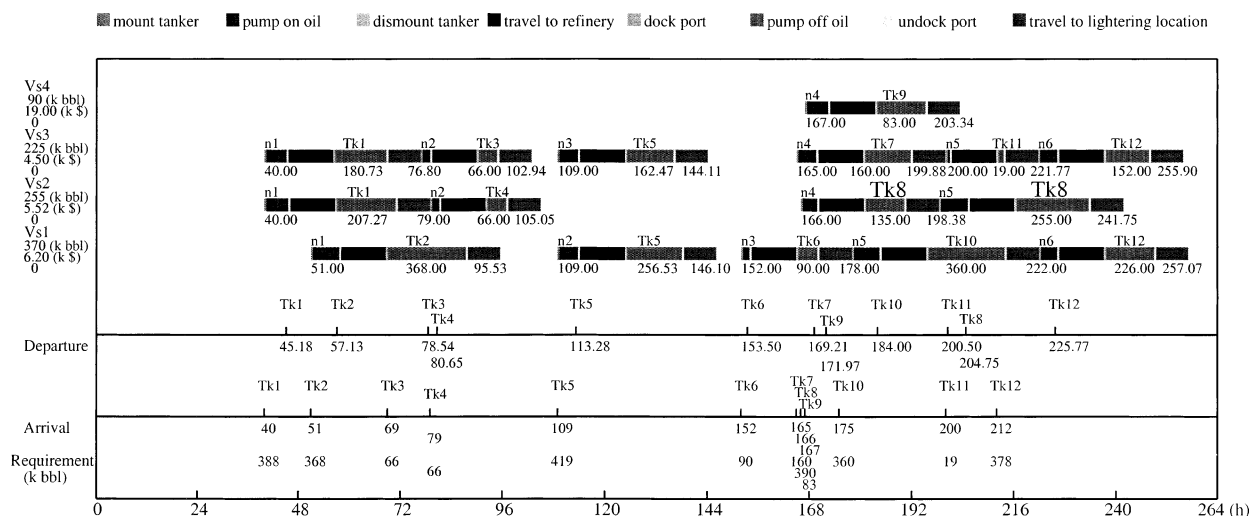 mount tanker pump on oil dismount tanker travel to refinery dock port pump off oil undock port travel to lightering location
Vs4
90 (k bbl)
19.00 (k $)
0
n4 Tk9
167.00 83.00 203.34
Vs3
225 (k bbl)
4.50 (k $)
0
n1 Tk1 n2 Tk3 n3 Tk5 n4 Tk7 n5 Tk11 n6 Tk12
40.00 180.73 76.80 66.00 102.94 109.00 162.47 144.11 165.00 160.00 199.88 200.00 19.00 221.77 152.00 255.90
Vs2
255 (k bbl)
5.52 (k $)
0
n1 Tk1 n2 Tk4 n4 Tk8 n5 Tk8
40.00 207.27 79.00 66.00 105.05 166.00 135.00 198.38 255.00 241.75
Vs1
370 (k bbl)
6.20 (k $)
0
n1 Tk2 n2 Tk5 n3 Tk6 n5 Tk10 n6 Tk12
51.00 368.00 95.53 109.00 256.53 146.10 152.00 90.00 178.00 360.00 222.00 226.00 257.07
Tk1 Tk2 Tk3 Tk5 Tk6 Tk7 Tk10 Tk11 Tk12
Tk4 Tk9 Tk8
Departure 45.18 57.13 78.54 113.28 153.50 169.21 184.00 200.50 225.77
80.65 171.97 204.75
Tk1 Tk2 Tk3 Tk5 Tk6 Tk7 Tk10 Tk11 Tk12
Tk4 Tk8
Tk9
Arrival 40 51 69 109 152 165 175 200 212
79 166
167
Requirement 388 368 66 419 90 160 360 19 378
(k bbl) 66 390
83
0 24 48 72 96 120 144 168 192 216 240 264 (h)